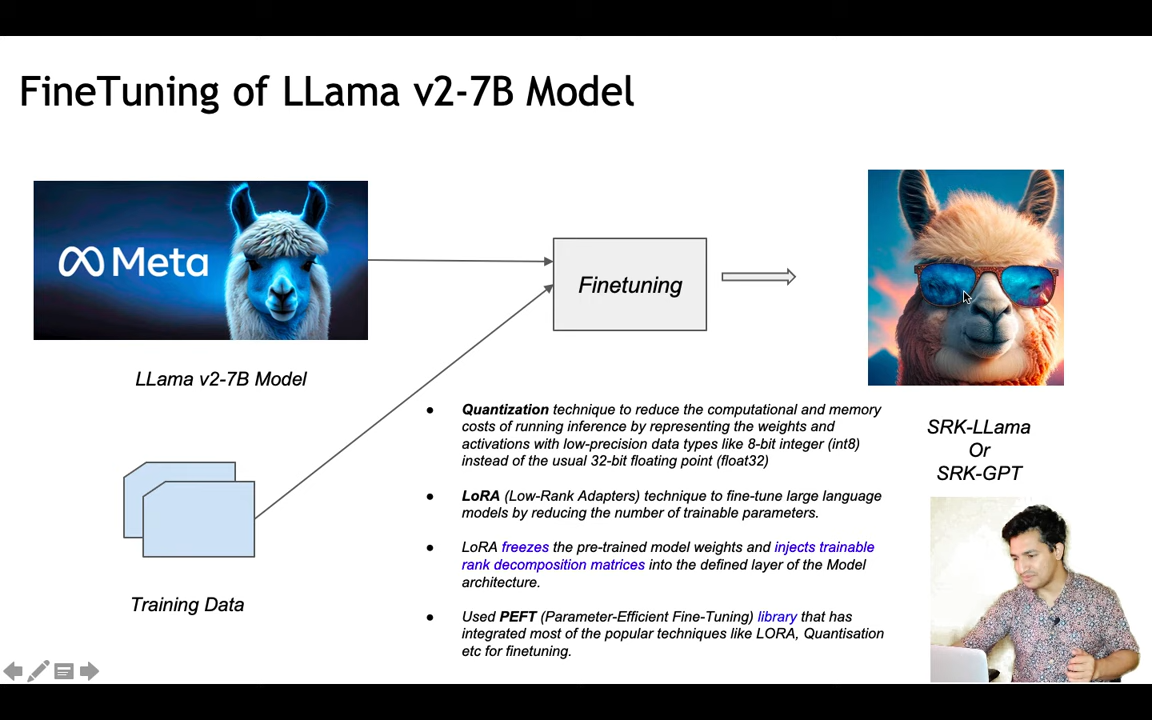 FineTuning of LLama v2-7B Model
Meta
Finetuning
LLama v2-7B Model
Training Data
● Quantization technique to reduce the computational and memory
costs of running inference by representing the weights and
activations with low-precision data types like 8-bit integer (int8)
instead of the usual 32-bit floating point (float32)
● LoRA (Low-Rank Adapters) technique to fine-tune large language
models by reducing the number of trainable parameters.
● LoRA freezes the pre-trained model weights and injects trainable
rank decomposition matrices into the defined layer of the Model
architecture.
● Used PEFT (Parameter-Efficient Fine-Tuning) library that has
integrated most of the popular techniques like LORA, Quantisation
etc for finetuning.
SRK-LLama
Or
SRK-GPT